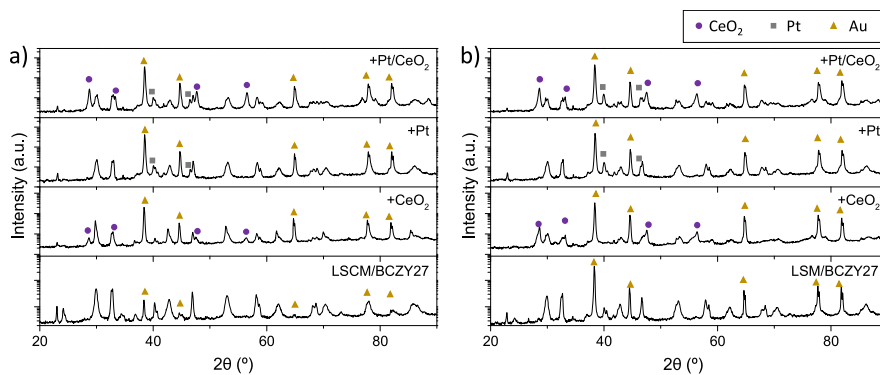 CeO₂ Pt Au
a)
+Pt/CeO₂
+Pt
+CeO₂
LSCM/BCZY27
Intensity (a.u.)
20 40 60 80
2θ (º)
b)
+Pt/CeO₂
+Pt
+CeO₂
LSM/BCZY27
Intensity (a.u.)
20 40 60 80
2θ (º)